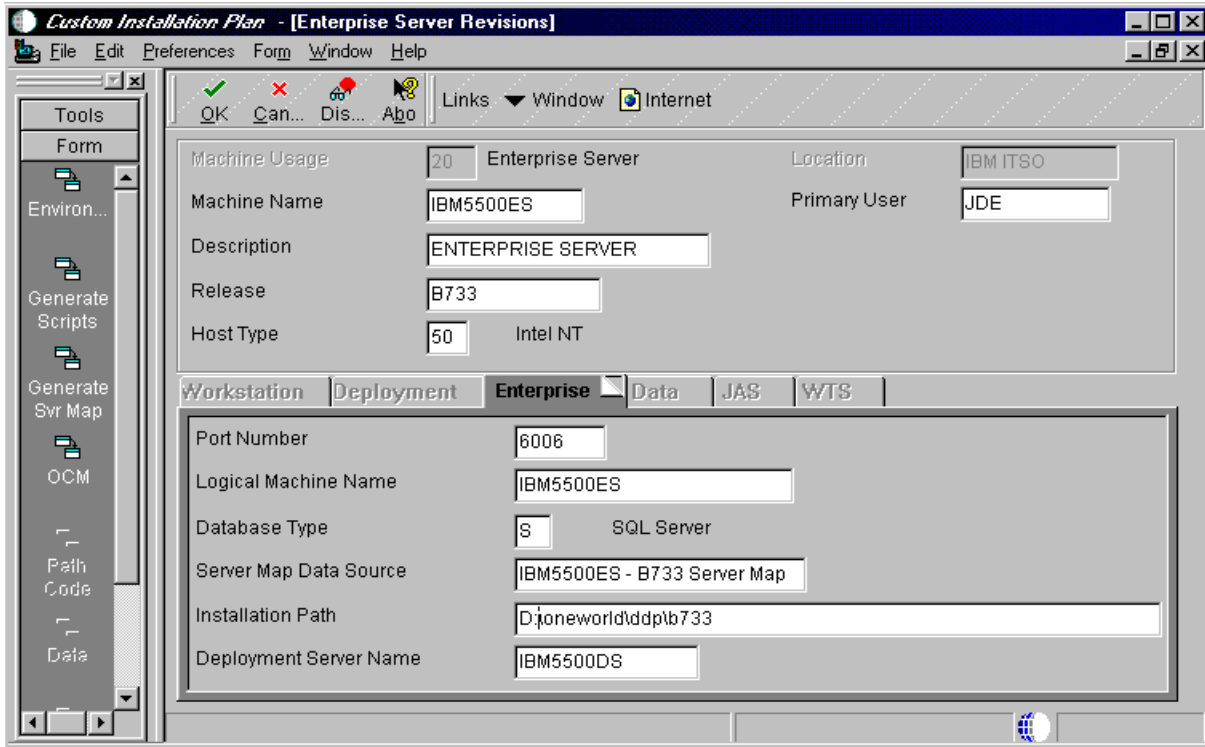 Custom Installation Plan - [Enterprise Server Revisions]
File Edit Preferences Form Window Help
Tools
Form
Environ...
Generate
Scripts
Generate
Svr Map
OCM
Path
Code
Data
OK Can... Dis... Abo Links Window Internet
Machine Usage 20 Enterprise Server Location IBM ITSO
Machine Name IBM5500ES Primary User JDE
Description ENTERPRISE SERVER
Release B733
Host Type 50 Intel NT
Workstation Deployment Enterprise Data JAS WTS
Port Number 6006
Logical Machine Name IBM5500ES
Database Type S SQL Server
Server Map Data Source IBM5500ES - B733 Server Map
Installation Path D:\oneworld\ddp\b733
Deployment Server Name IBM5500DS